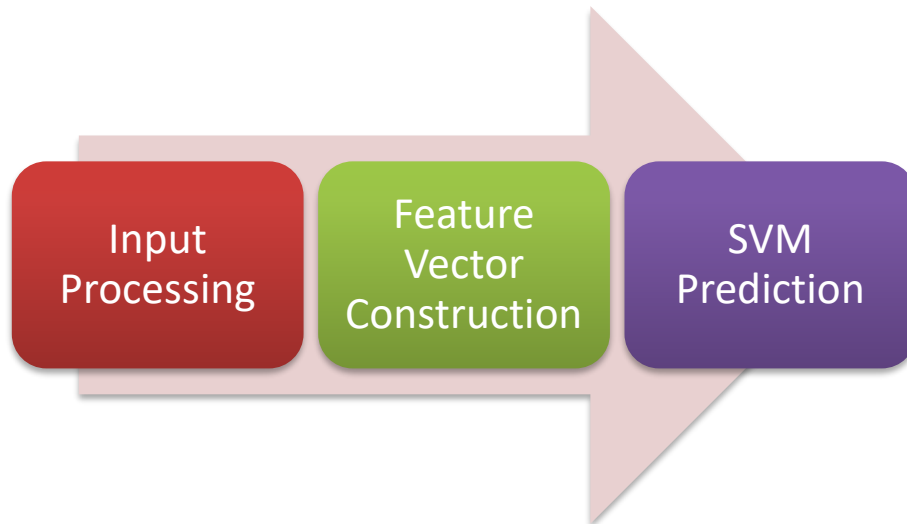 Input
Processing
Feature
Vector
Construction
SVM
Prediction